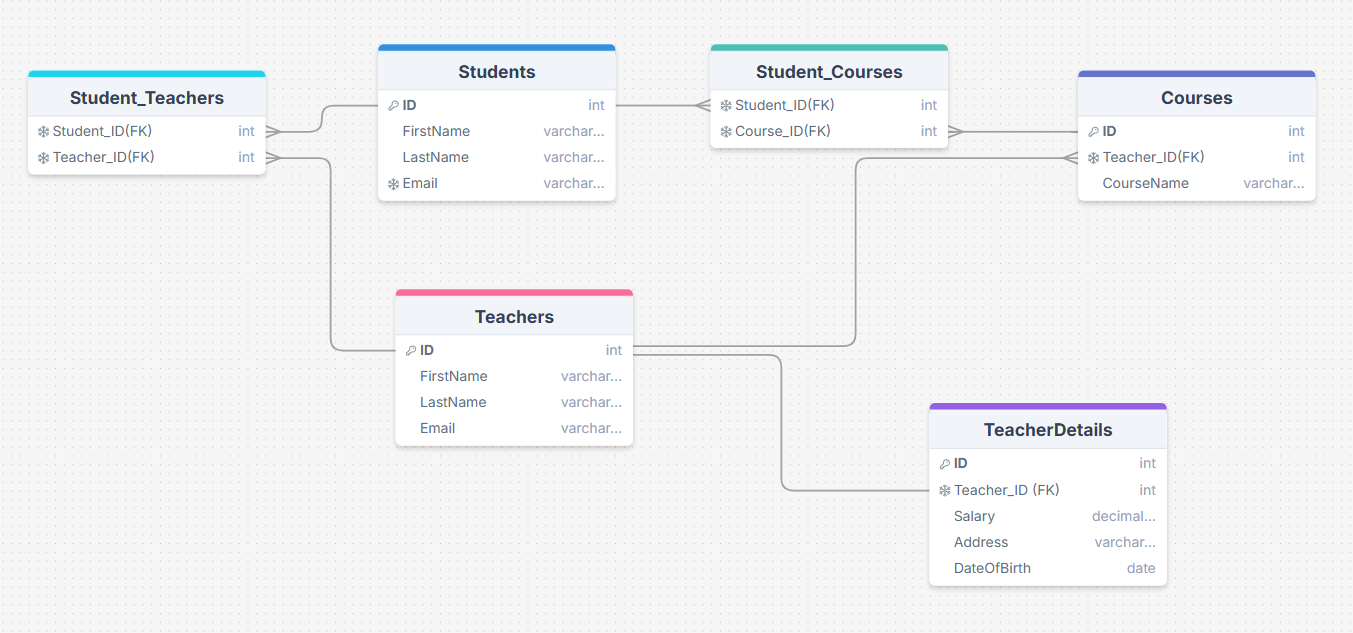 Student_Teachers
Student_ID(FK) int
Teacher_ID(FK) int
Students
ID int
FirstName varchar...
LastName varchar...
Email varchar...
Student_Courses
Student_ID(FK) int
Course_ID(FK) int
Courses
ID int
Teacher_ID(FK) int
CourseName varchar...
Teachers
ID int
FirstName varchar...
LastName varchar...
Email varchar...
TeacherDetails
ID int
Teacher_ID (FK) int
Salary decimal...
Address varchar...
DateOfBirth date